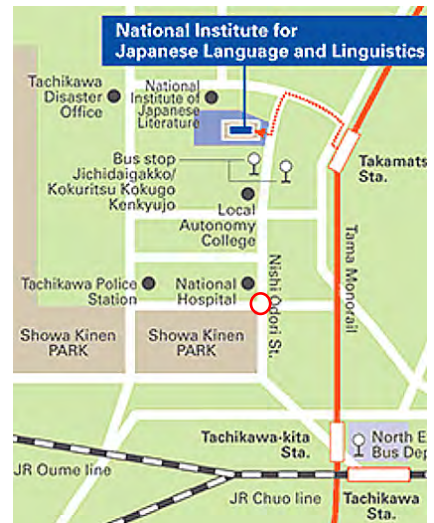 National Institute for
Japanese Language and Linguistics
Tachikawa
Disaster
Office
National
Institute of
Japanese
Literature
Bus stop
Jichidaigakko/
Kokuritsu Kokugo
Kenkyujo
Takamats
Sta.
Local
Autonomy
College
Tama Monorail
Nishi Odori St.
Tachikawa Police
Station
National
Hospital
Showa Kinen
PARK
Showa Kinen
PARK
Tachikawa-kita
Sta.
North E
Bus Dep
JR Oume line
JR Chuo line
Tachikawa
Sta.